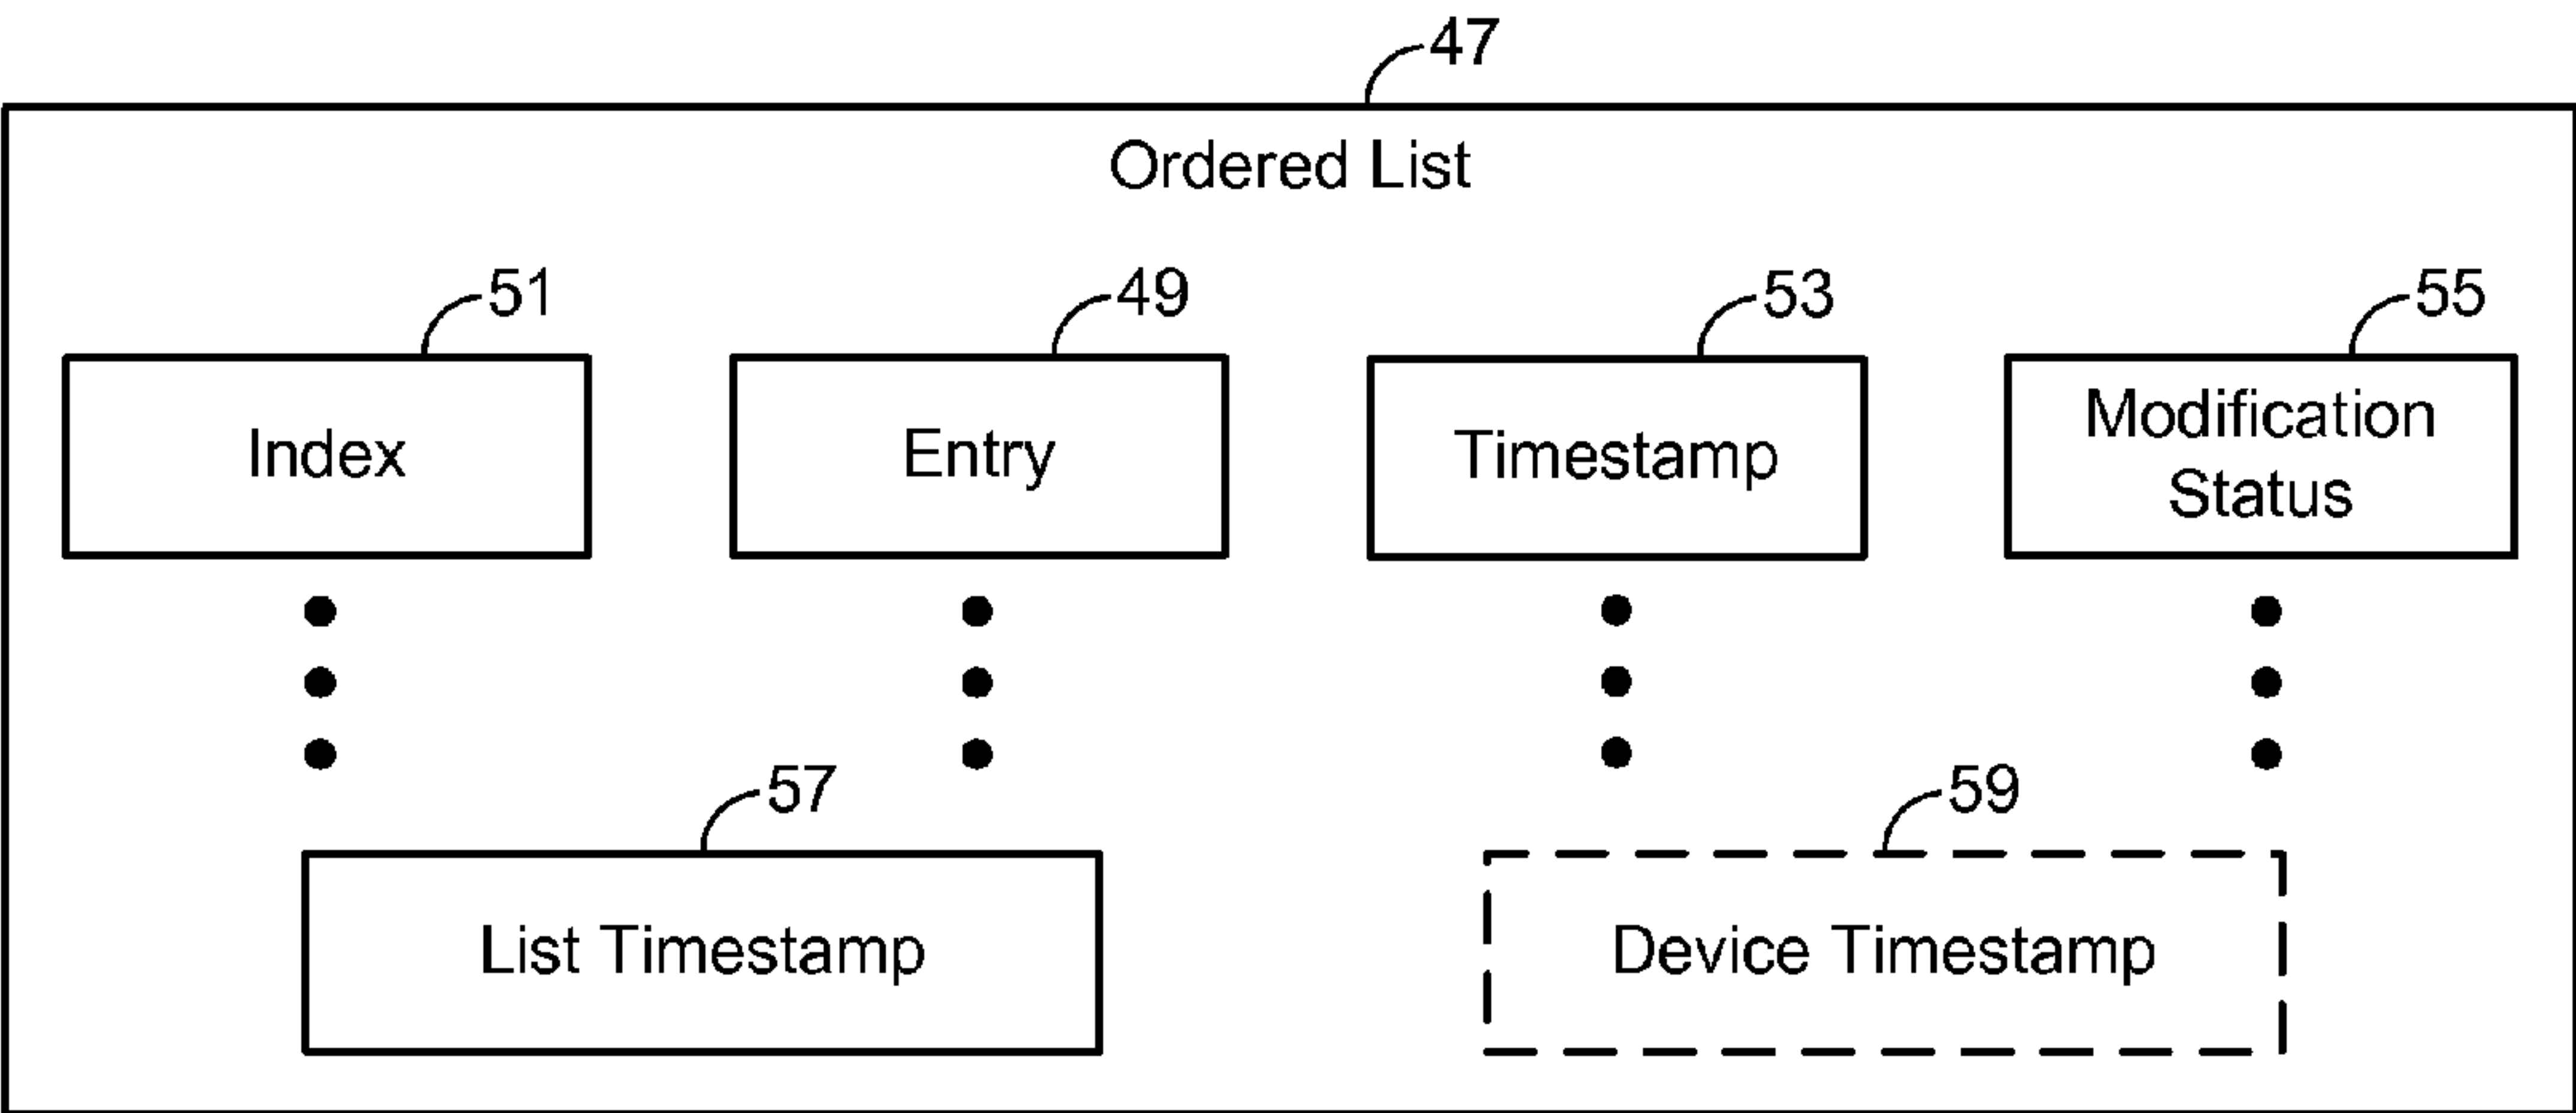 47
Ordered List
51
49
53
55
Index
Entry
Timestamp
Modification
Status
57
59
List Timestamp
Device Timestamp